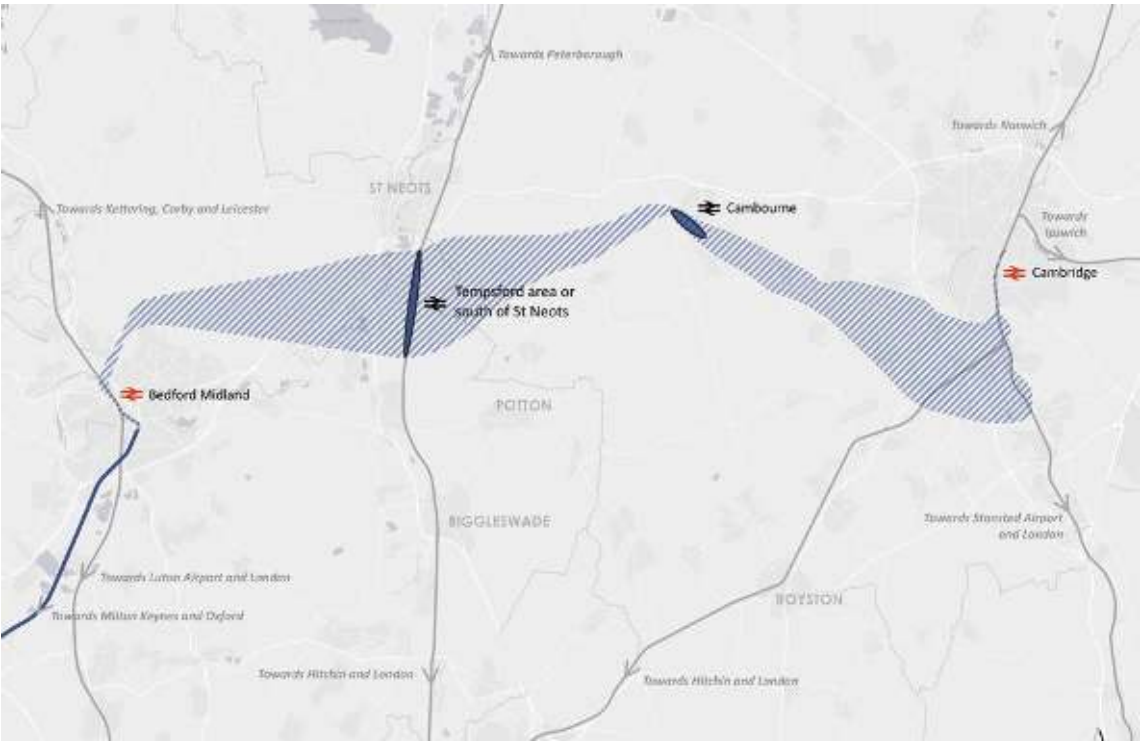 Towards Peterborough
Towards Norwich
ST NEOTS
Towards Kettering, Corby and Leicester
Cambourne
Towards
Ipswich
Cambridge
Tempsford area or
south of St Neots
Bedford Midland
POTTON
BIGGLESWADE
Towards Stansted Airport
and London
Towards Luton Airport and London
Towards Milton Keynes and Oxford
ROYSTON
Towards Hitchin and London
Towards Hitchin and London